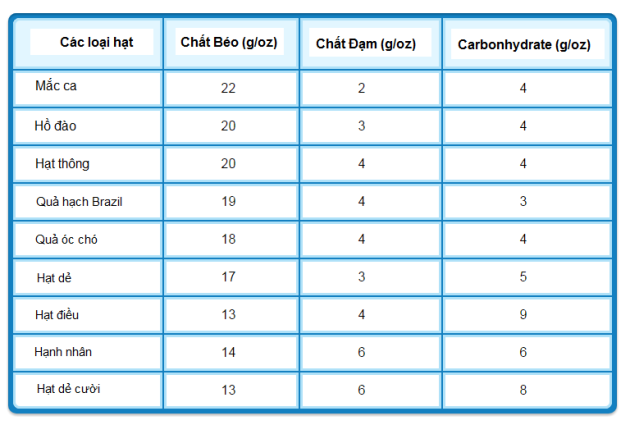 Các loại hạt Chất Béo (g/oz) Chất Đạm (g/oz) Carbonhydrate (g/oz)
Mắc ca 22 2 4
Hồ đào 20 3 4
Hạt thông 20 4 4
Quả hạch Brazil 19 4 3
Quả óc chó 18 4 4
Hạt dẻ 17 3 5
Hạt điều 13 4 9
Hạnh nhân 14 6 6
Hạt dẻ cười 13 6 8